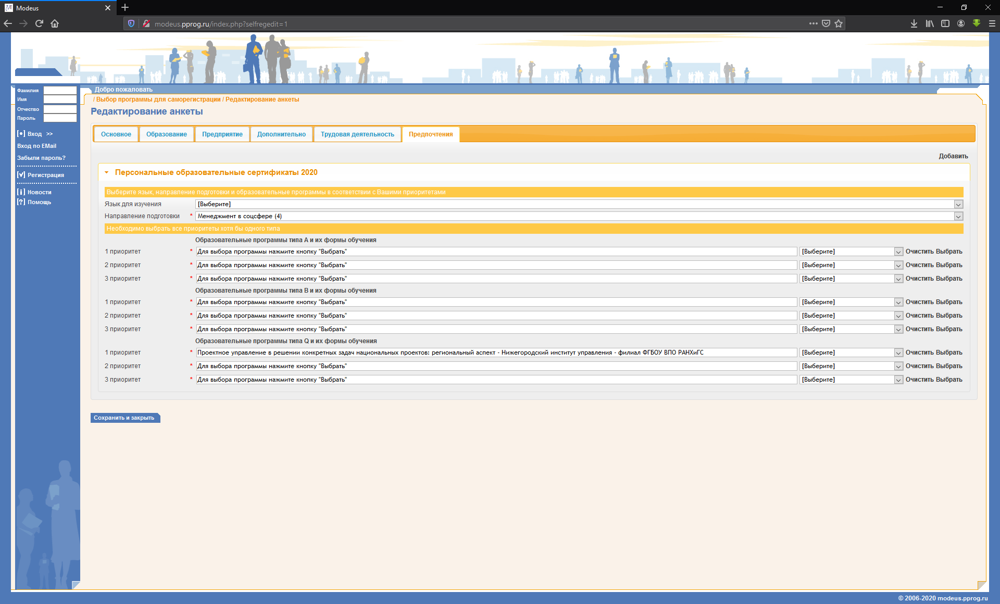 Modeus
modeus.pprog.ru/index.php?selfregedit=1
Фамилия
Имя
Отчество
Пароль
[•] Вход >>
Вход по EMail
Забыли пароль?
Регистрация
[i] Новости
[?] Помощь
Добро пожаловать
/ Выбор программы для саморегистрации / Редактирование анкеты
Редактирование анкеты
Основное Образование Предприятие Дополнительно Трудовая деятельность Предпочтения
Добавить
Персональные образовательные сертификаты 2020
Выберите язык, направление подготовки и образовательные программы в соответствии с Вашими приоритетами
Язык для изучения [Выберите]
Направление подготовки * Менеджмент в соцсфере (4)
Необходимо выбрать все приоритеты хотя бы одного типа
Образовательные программы типа A и их формы обучения
1 приоритет * Для выбора программы нажмите кнопку "Выбрать" [Выберите] Очистить Выбрать
2 приоритет * Для выбора программы нажмите кнопку "Выбрать" [Выберите] Очистить Выбрать
3 приоритет * Для выбора программы нажмите кнопку "Выбрать" [Выберите] Очистить Выбрать
Образовательные программы типа B и их формы обучения
1 приоритет * Для выбора программы нажмите кнопку "Выбрать" [Выберите] Очистить Выбрать
2 приоритет * Для выбора программы нажмите кнопку "Выбрать" [Выберите] Очистить Выбрать
3 приоритет * Для выбора программы нажмите кнопку "Выбрать" [Выберите] Очистить Выбрать
Образовательные программы типа Q и их формы обучения
1 приоритет * Проектное управление в решении конкретных задач национальных проектов: региональный аспект - Нижегородский институт управления - филиал ФГБОУ ВПО РАНХиГС [Выберите] Очистить Выбрать
2 приоритет * Для выбора программы нажмите кнопку "Выбрать" [Выберите] Очистить Выбрать
3 приоритет * Для выбора программы нажмите кнопку "Выбрать" [Выберите] Очистить Выбрать
Сохранить и закрыть
© 2006-2020 modeus.pprog.ru